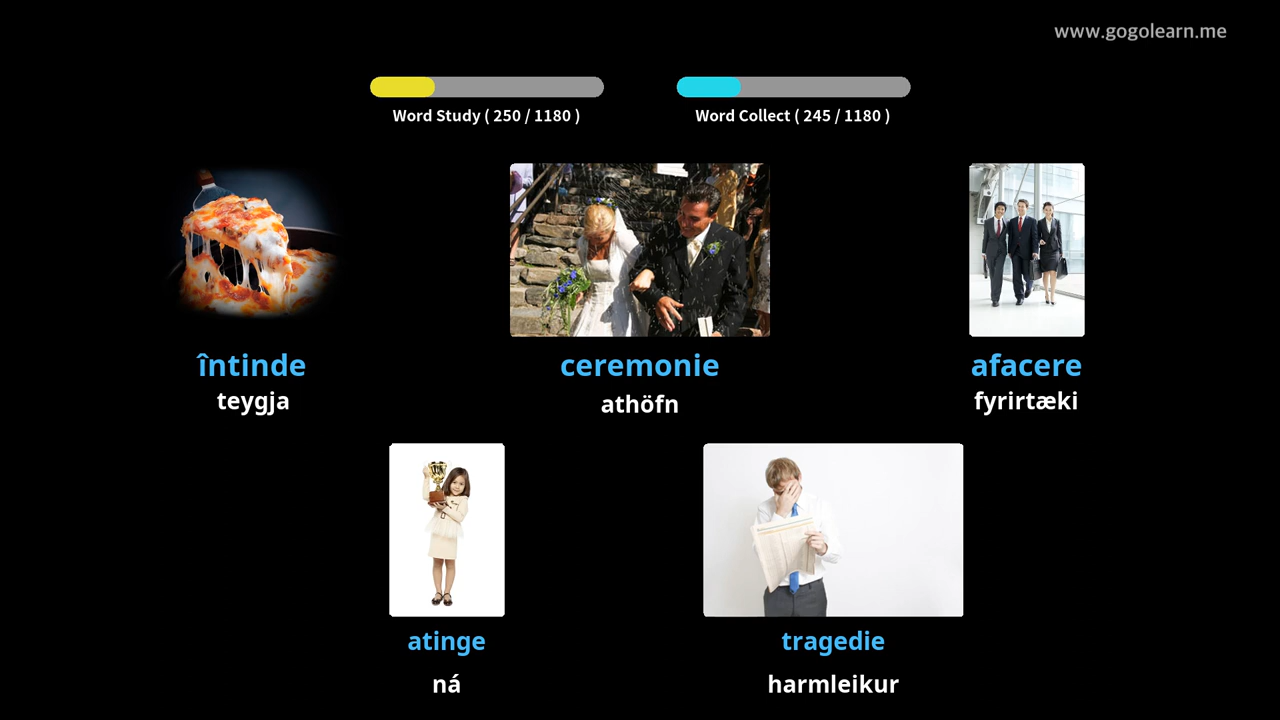 www.gogolearn.me
Word Study ( 250 / 1180 )
Word Collect ( 245 / 1180 )
întinde
teygja
ceremonie
athöfn
afacere
fyrirtæki
atinge
ná
tragedie
harmleikur